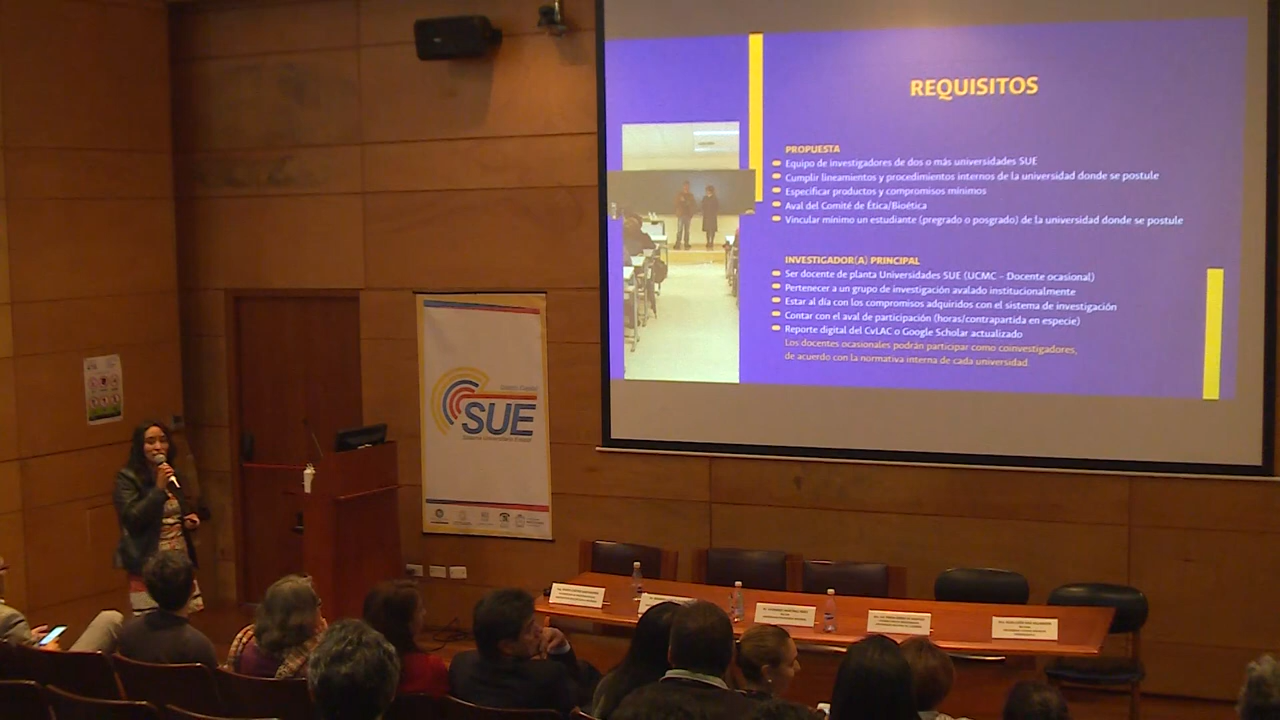 REQUISITOS
PROPUESTA
Equipo de investigadores de dos o más universidades SUE
Cumplir lineamientos y procedimientos internos de la universidad donde se postule
Especificar productos y compromisos mínimos
Aval del Comité de Ética/Bioética
Vincular mínimo un estudiante (pregrado o posgrado) de la universidad donde se postule
INVESTIGADOR(A) PRINCIPAL
Ser docente de planta Universidades SUE (UCMC - Docente ocasional)
Pertenecer a un grupo de investigación avalado institucionalmente
Estar al día con los compromisos adquiridos con el sistema de investigación
Contar con el aval de participación (horas/contrapartida en especie)
Reporte digital del CvLAC o Google Scholar actualizado
Los docentes ocasionales podrán participar como coinvestigadores,
de acuerdo con la normativa interna de cada universidad.
Distrito Capital
SUE
Sistema Universitario Estatal